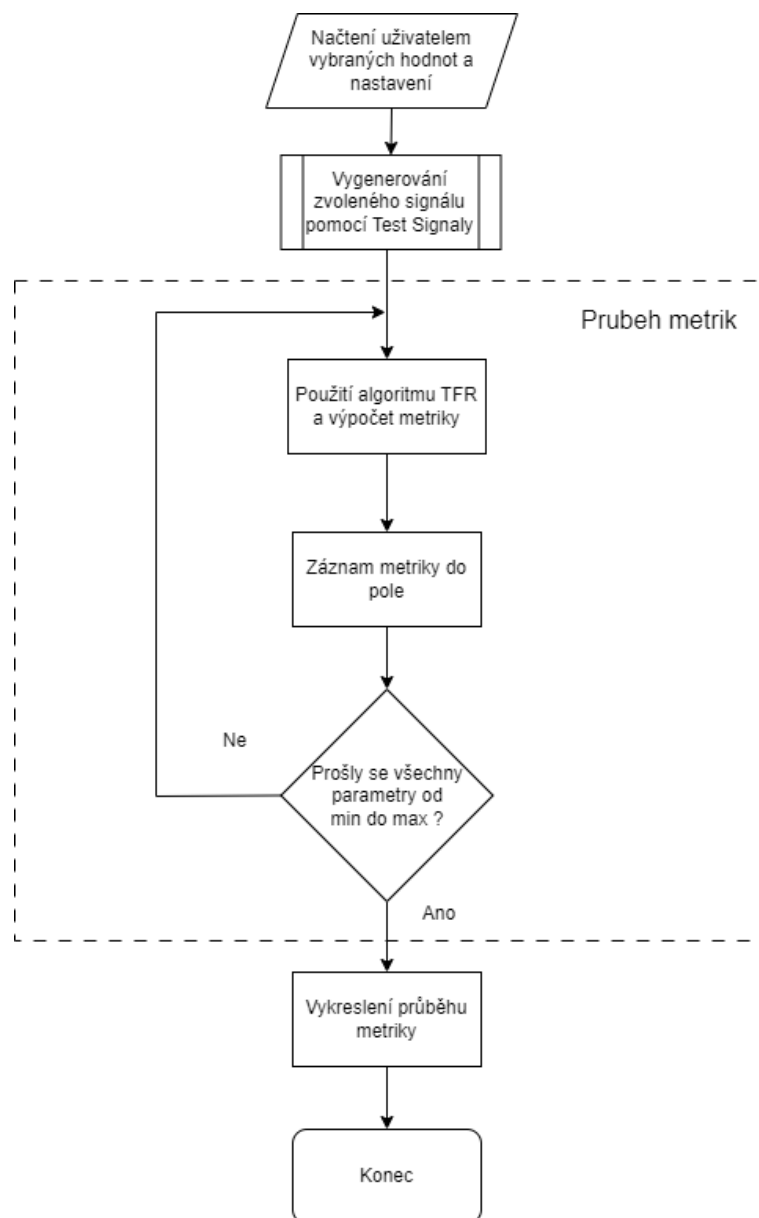 Načtení uživatelem
vybraných hodnot a
nastavení
Vygenerování
zvoleného signálu
pomocí Test Signaly
Prubeh metrik
Použití algoritmu TFR
a výpočet metriky
Záznam metriky do
pole
Ne
Prošly se všechny
parametry od
min do max ?
Ano
Vykreslení průběhu
metriky
Konec